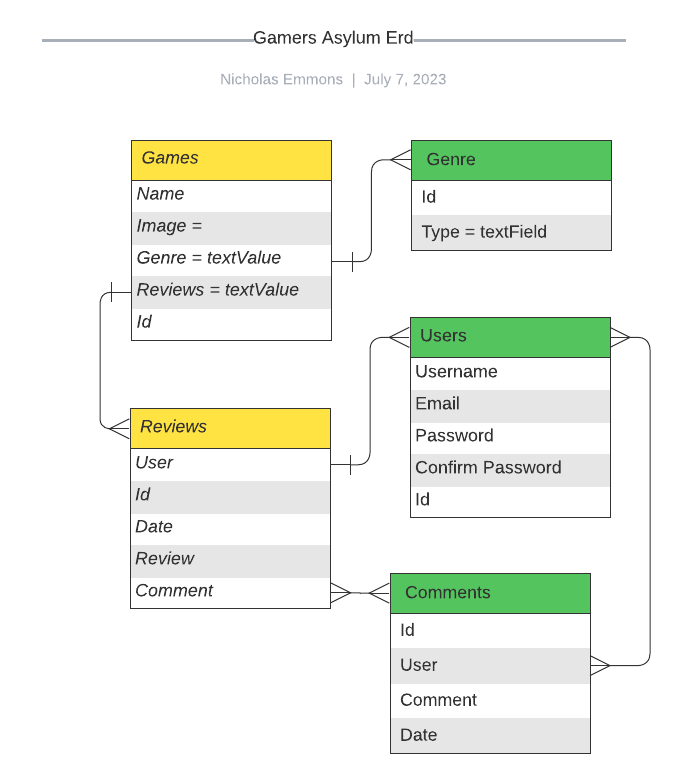 Gamers Asylum Erd
Nicholas Emmons | July 7, 2023
Games
Name
Image =
Genre = textValue
Reviews = textValue
Id
Genre
Id
Type = textField
Users
Username
Email
Password
Confirm Password
Id
Reviews
User
Id
Date
Review
Comment
Comments
Id
User
Comment
Date